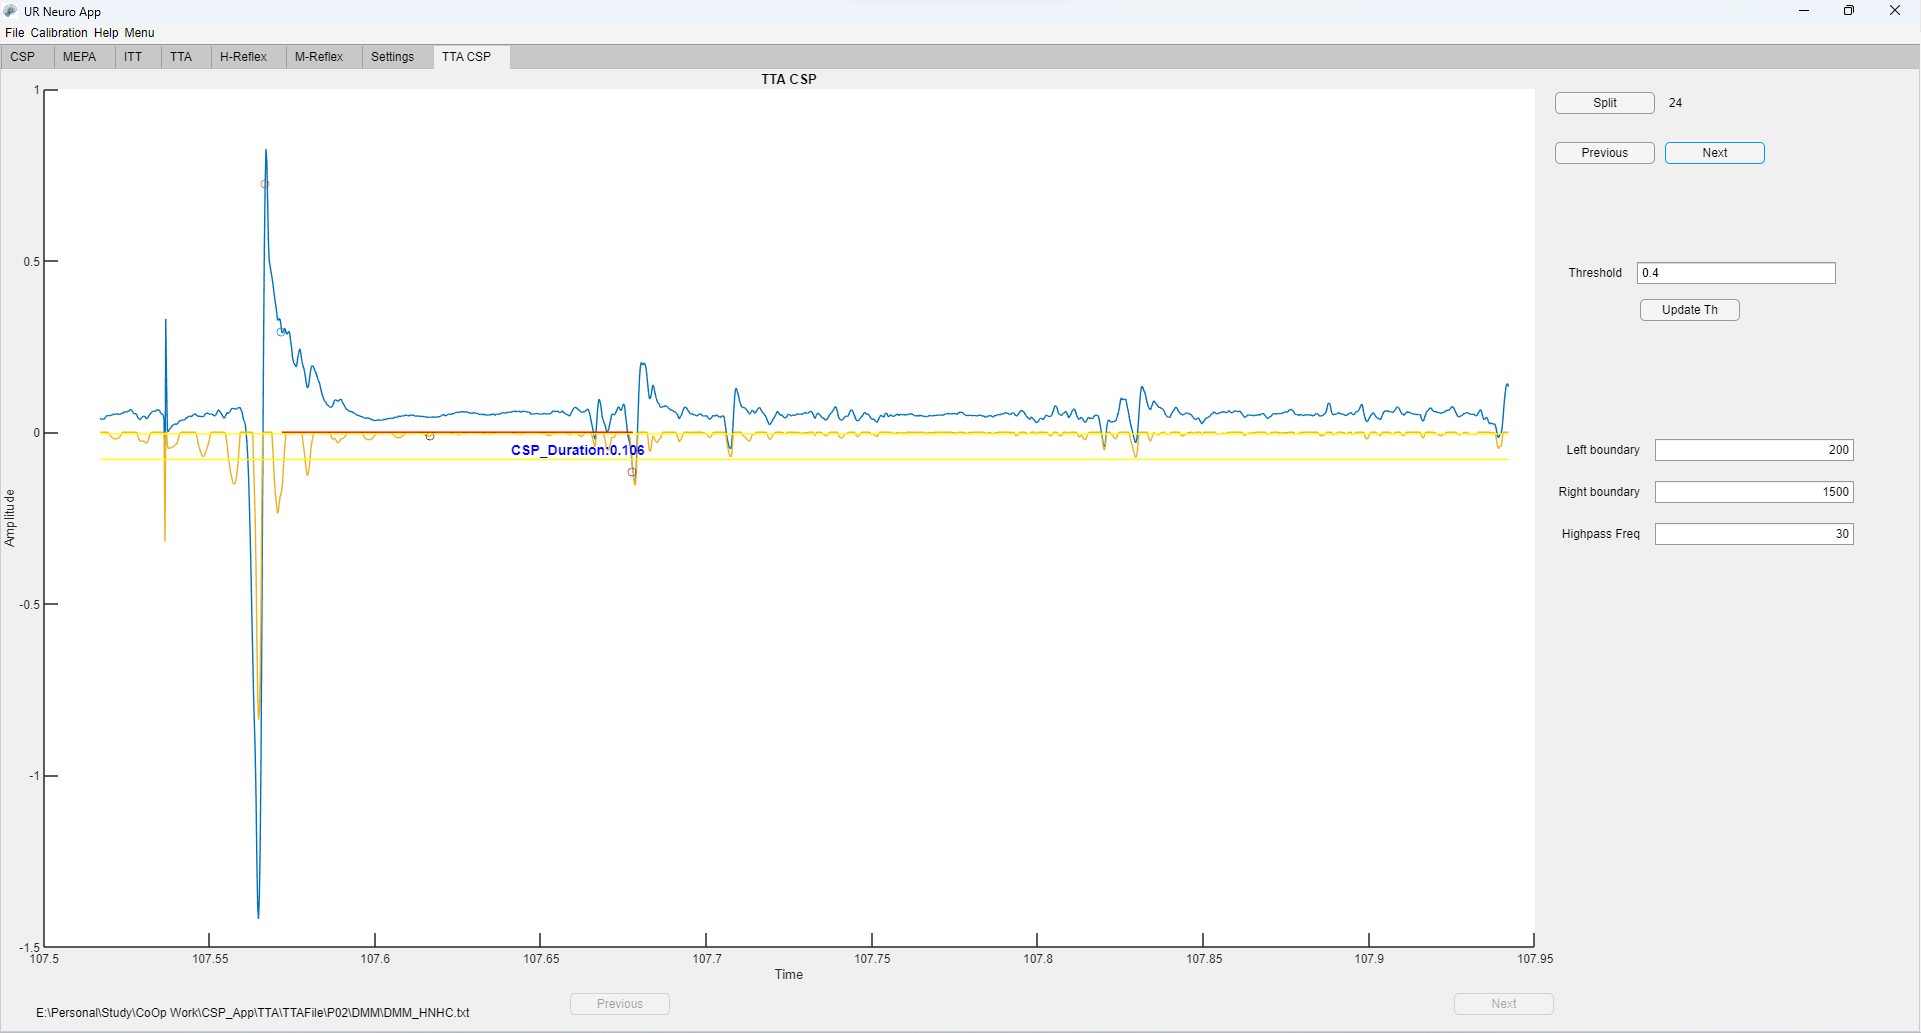 UR Neuro App
File Calibration Help Menu
CSP MEPA ITT TTA H-Reflex M-Reflex Settings TTA CSP
TTA CSP
Split 24
Previous Next
Threshold 0.4
Update Th
Left boundary 200
Right boundary 1500
Highpass Freq 30
1
0.5
0
-0.5
-1
-1.5
Amplitude
CSP_Duration:0.106
107.5 107.55 107.6 107.65 107.7 107.75 107.8 107.85 107.9 107.95
Time
Previous Next
E:\Personal\Study\CoOp Work\CSP_App\TTA\TTAFile\P02\DMM\DMM_HNHC.txt